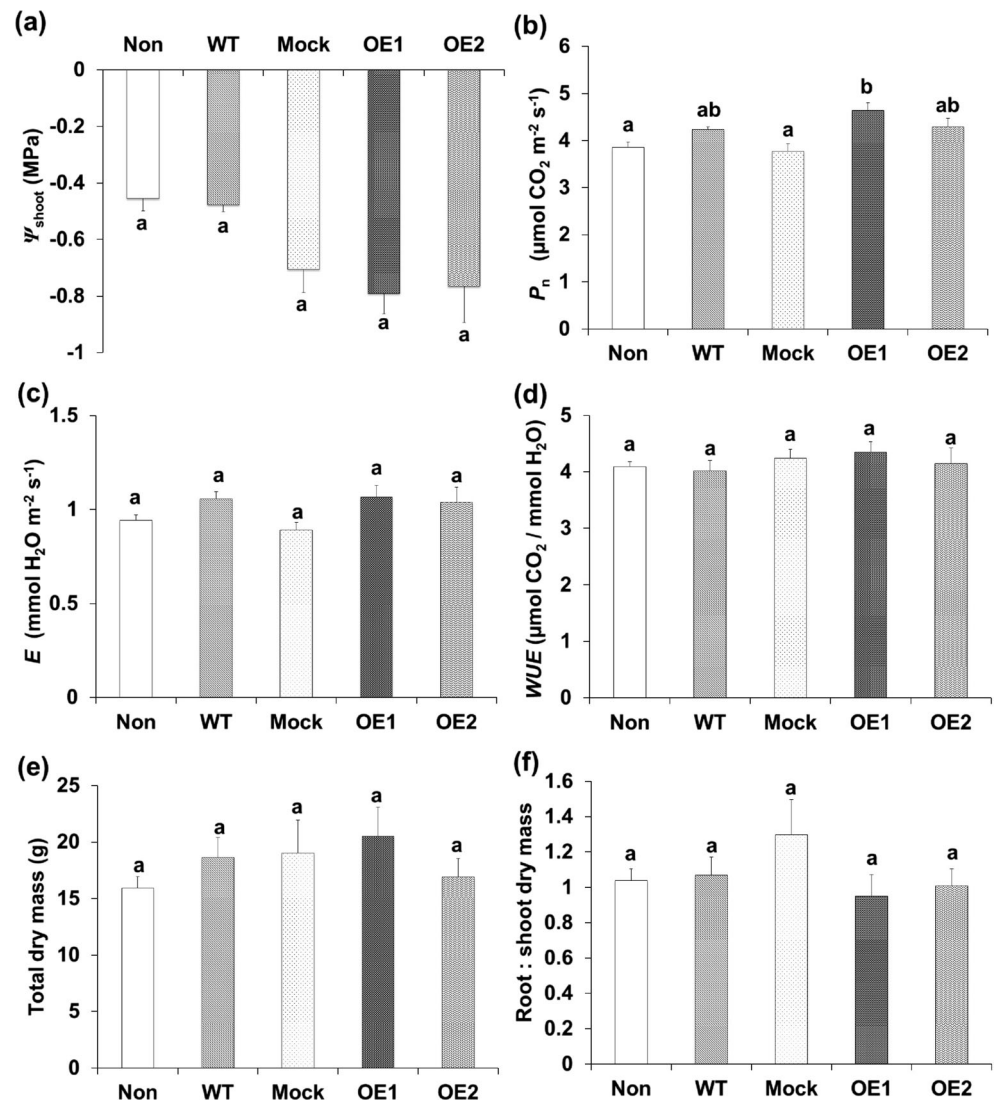 (a)
Non WT Mock OE1 OE2
0
-0.2
-0.4
-0.6
-0.8
-1
Ψshoot (MPa)
a a a a a
(b)
6
5
4
3
2
1
0
Pn (µmol CO2 m-2 s-1)
a ab a b ab
Non WT Mock OE1 OE2
(c)
1.5
1
0.5
0
E (mmol H2O m-2 s-1)
a a a a a
Non WT Mock OE1 OE2
(d)
5
4
3
2
1
0
WUE (µmol CO2 / mmol H2O)
a a a a a
Non WT Mock OE1 OE2
(e)
25
20
15
10
5
0
Total dry mass (g)
a a a a a
Non WT Mock OE1 OE2
(f)
1.6
1.4
1.2
1
0.8
0.6
0.4
0.2
0
Root : shoot dry mass
a a a a a
Non WT Mock OE1 OE2